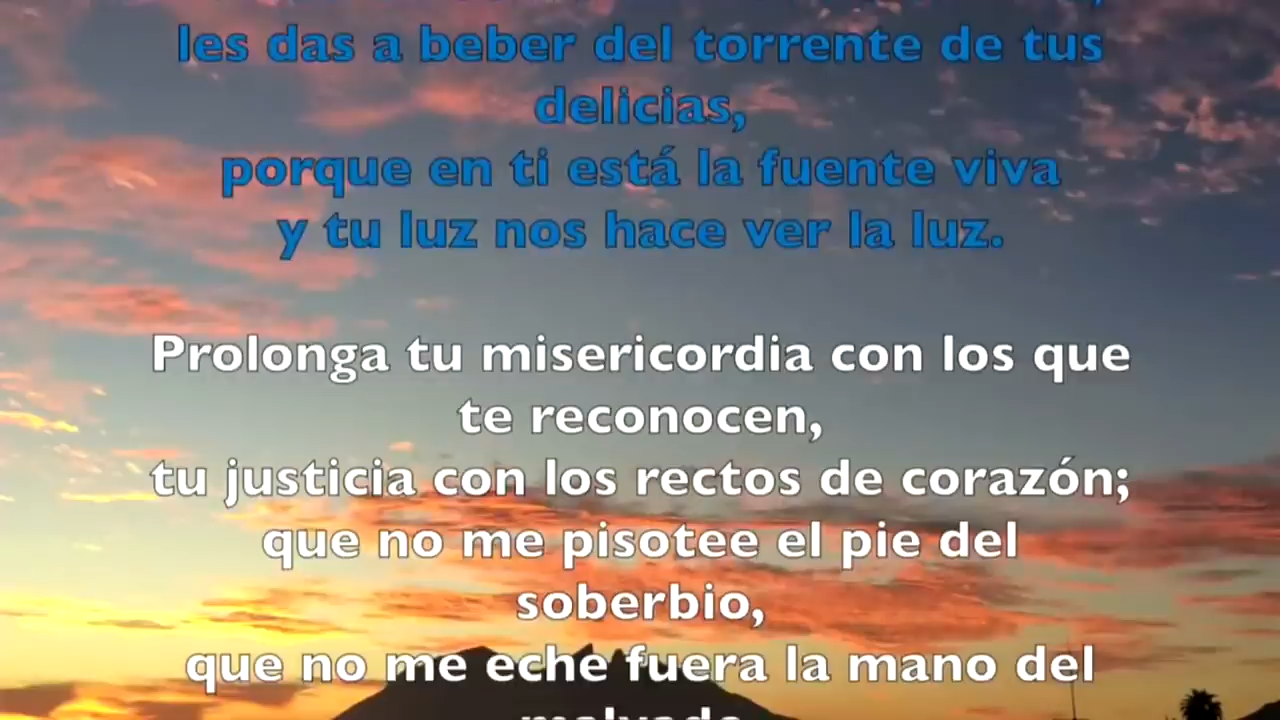 les das a beber del torrente de tus
delicias,
porque en ti está la fuente viva
y tu luz nos hace ver la luz.
Prolonga tu misericordia con los que
te reconocen,
tu justicia con los rectos de corazón;
que no me pisotee el pie del
soberbio,
que no me eche fuera la mano del